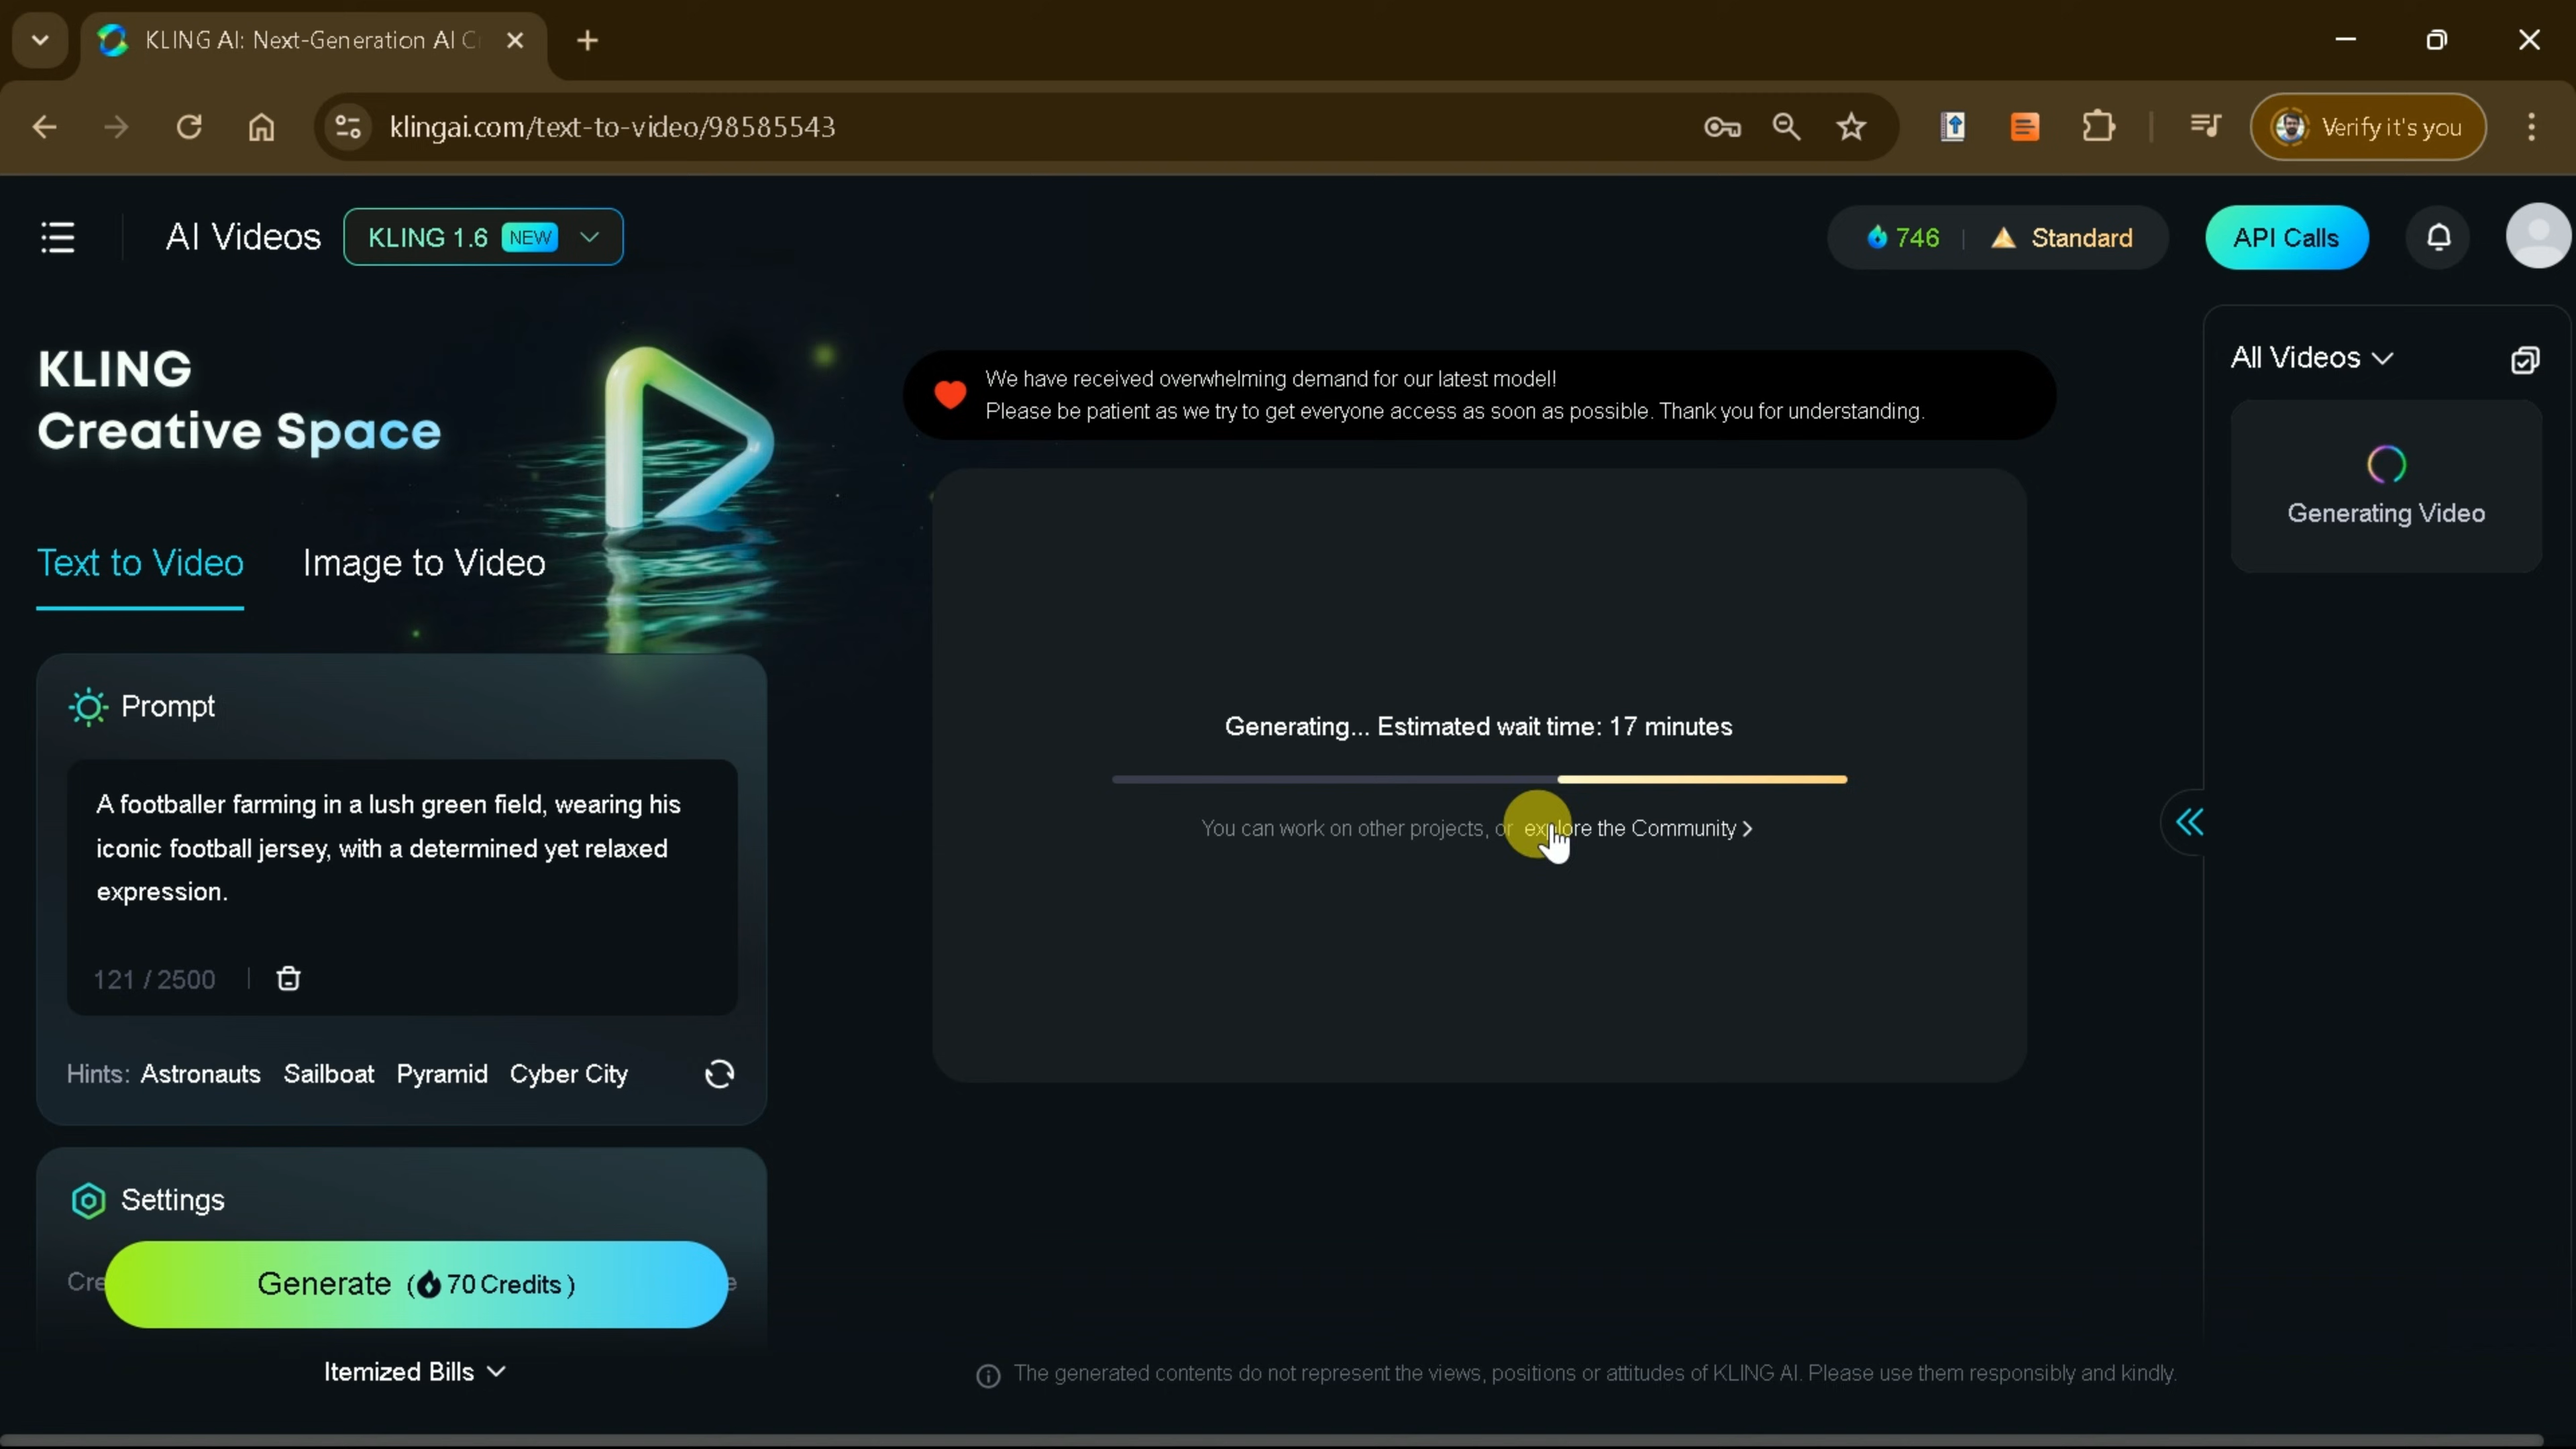 KLING AI: Next-Generation AI C
klingai.com/text-to-video/98585543
Verify it's you
AI Videos
KLING 1.6 NEW
746
Standard
API Calls
KLING
Creative Space
We have received overwhelming demand for our latest model!
Please be patient as we try to get everyone access as soon as possible. Thank you for understanding.
All Videos
Generating Video
Text to Video
Image to Video
Prompt
A footballer farming in a lush green field, wearing his
iconic football jersey, with a determined yet relaxed
expression.
121 / 2500
Hints: Astronauts Sailboat Pyramid Cyber City
Generating... Estimated wait time: 17 minutes
You can work on other projects, or explore the Community >
Settings
Cre
e
Generate ( 70 Credits )
Itemized Bills
The generated contents do not represent the views, positions or attitudes of KLING AI. Please use them responsibly and kindly.